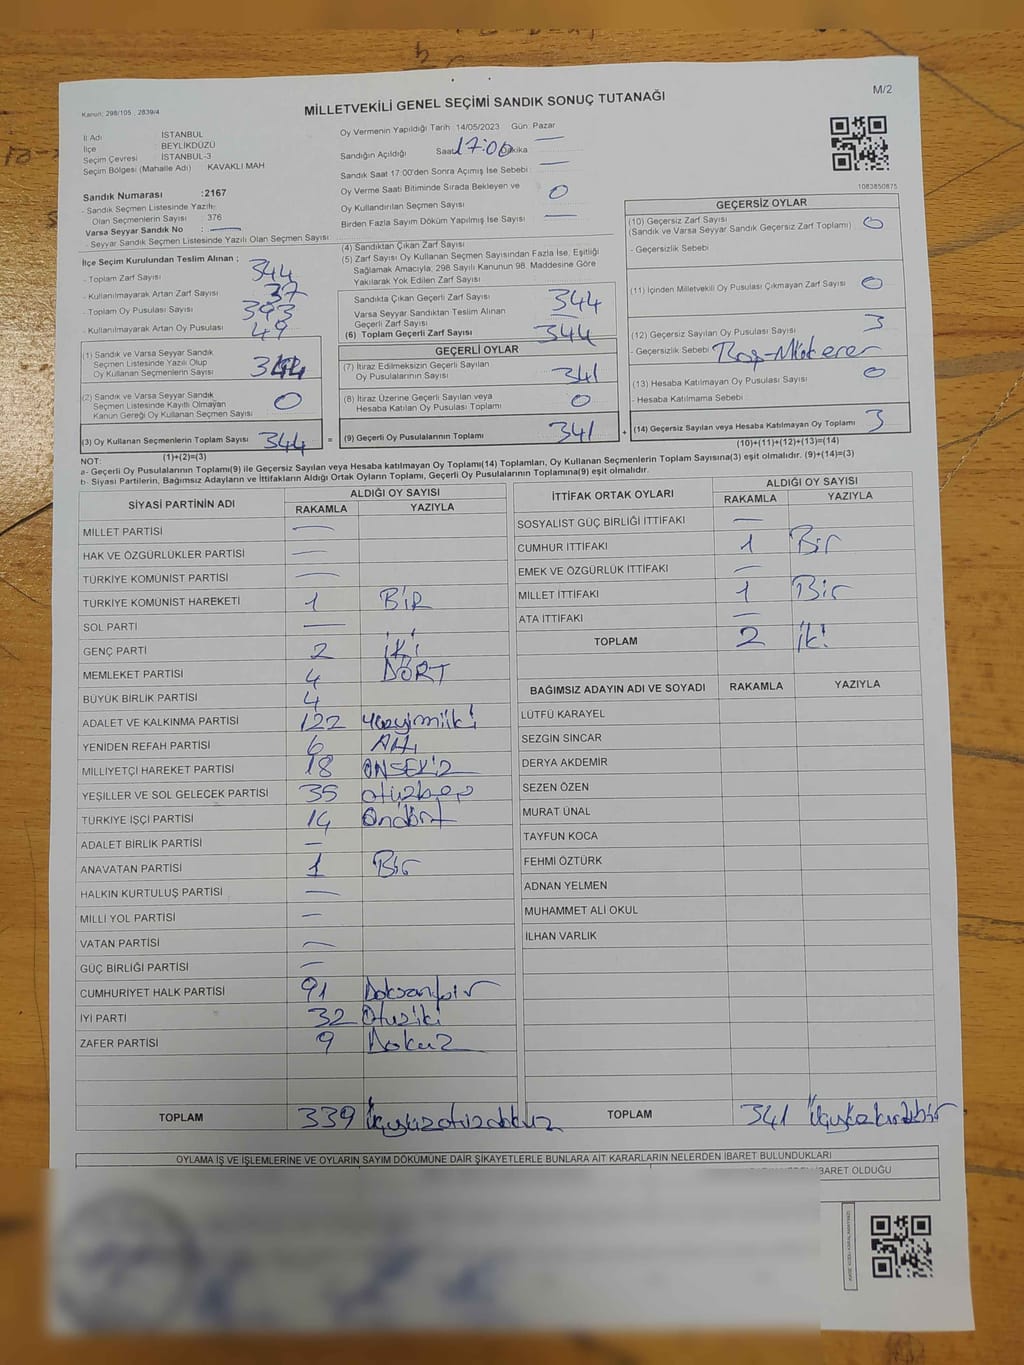 Kanun: 298/105 , 2839/4
M/2
MİLLETVEKİLİ GENEL SEÇİMİ SANDIK SONUÇ TUTANAĞI
İl Adı : İSTANBUL
İlçe : BEYLİKDÜZÜ
Seçim Çevresi : İSTANBUL-3
Seçim Bölgesi (Mahalle Adı) KAVAKLI MAH
Sandık Numarası :2167
- Sandık Seçmen Listesinde Yazılı
Olan Seçmenlerin Sayısı : 376
Varsa Seyyar Sandık No : —
- Seyyar Sandık Seçmen Listesinde Yazılı Olan Seçmen Sayısı
Oy Vermenin Yapıldığı Tarih :14/05/2023 Gün: Pazar
Sandığın Açıldığı Saat 17:00 Dakika
Sandık Saat 17:00'den Sonra Açımış İse Sebebi : —
Oy Verme Saati Bitiminde Sırada Bekleyen ve
Oy Kullandırılan Seçmen Sayısı 0
Birden Fazla Sayım Döküm Yapılmış İse Sayısı —
1083850875
İlçe Seçim Kurulundan Teslim Alınan ;
- Toplam Zarf Sayısı : 344
- Kullanılmayarak Artan Zarf Sayısı : 37
- Toplam Oy Pusulası Sayısı : 393
- Kullanılmayarak Artan Oy Pusulası : 49
(1) Sandık ve Varsa Seyyar Sandık
Seçmen Listesinde Yazılı Olup
Oy Kullanan Seçmenlerin Sayısı 344
(2) Sandık ve Varsa Seyyar Sandık
Seçmen Listesinde Kayıtlı Olmayan
Kanun Gereği Oy Kullanan Seçmen Sayısı 0
(3) Oy Kullanan Seçmenlerin Toplam Sayısı 344
(1)+(2)=(3)
(4) Sandıktan Çıkan Zarf Sayısı
(5) Zarf Sayısı Oy Kullanan Seçmen Sayısından Fazla İse, Eşitliği
Sağlamak Amacıyla, 298 Sayılı Kanunun 98. Maddesine Göre
Yakılarak Yok Edilen Zarf Sayısı
Sandıkta Çıkan Geçerli Zarf Sayısı 344
Varsa Seyyar Sandıktan Teslim Alınan
Geçerli Zarf Sayısı —
(6) Toplam Geçerli Zarf Sayısı 344
GEÇERLİ OYLAR
(7) İtiraz Edilmeksizin Geçerli Sayılan
Oy Pusulalarının Sayısı 341
(8) İtiraz Üzerine Geçerli Sayılan veya
Hesaba Katılan Oy Pusulası Toplamı 0
= (9) Geçerli Oy Pusulalarının Toplamı 341 +
GEÇERSİZ OYLAR
(10) Geçersiz Zarf Sayısı
(Sandık ve Varsa Seyyar Sandık Geçersiz Zarf Toplamı) 0
- Geçersizlik Sebebi
(11) İçinden Milletvekili Oy Pusulası Çıkmayan Zarf Sayısı 0
(12) Geçersiz Sayılan Oy Pusulası Sayısı 3
- Geçersizlik Sebebi
(13) Hesaba Katılmayan Oy Pusulası Sayısı 0
- Hesaba Katılmama Sebebi
(14) Geçersiz Sayılan veya Hesaba Katılmayan Oy Toplamı 3
(10)+(11)+(12)+(13)=(14)
NOT:
a- Geçerli Oy Pusulalarının Toplamı(9) ile Geçersiz Sayılan veya Hesaba katılmayan Oy Toplamı(14) Toplamları, Oy Kullanan Seçmenlerin Toplam Sayısına(3) eşit olmalıdır. (9)+(14)=(3)
b- Siyasi Partilerin, Bağımsız Adayların ve İttifakların Aldığı Ortak Oyların Toplamı, Geçerli Oy Pusulalarının Toplamına(9) eşit olmalıdır.
SİYASİ PARTİNİN ADI ALDIĞI OY SAYISI
RAKAMLA YAZIYLA
MİLLET PARTİSİ —
HAK VE ÖZGÜRLÜKLER PARTİSİ —
TÜRKİYE KOMÜNİST PARTİSİ —
TÜRKİYE KOMÜNİST HAREKETİ 1 BİR
SOL PARTİ —
GENÇ PARTİ 2 İKİ
MEMLEKET PARTİSİ 4 DÖRT
BÜYÜK BİRLİK PARTİSİ 4
ADALET VE KALKINMA PARTİSİ 122 yüzyirmiiki
YENİDEN REFAH PARTİSİ 6 Altı
MİLLİYETÇİ HAREKET PARTİSİ 18 ONSEKİZ
YEŞİLLER VE SOL GELECEK PARTİSİ 35 otuzbeş
TÜRKİYE İŞÇİ PARTİSİ 14 Ondört
ADALET BİRLİK PARTİSİ —
ANAVATAN PARTİSİ 1 Bir
HALKIN KURTULUŞ PARTİSİ —
MİLLİ YOL PARTİSİ —
VATAN PARTİSİ —
GÜÇ BİRLİĞİ PARTİSİ —
CUMHURİYET HALK PARTİSİ 91 Doksanbir
İYİ PARTİ 32 Otuziki
ZAFER PARTİSİ 9 Dokuz
TOPLAM 339 üçyüzotuzdokuz
İTTİFAK ORTAK OYLARI ALDIĞI OY SAYISI
RAKAMLA YAZIYLA
SOSYALİST GÜÇ BİRLİĞİ İTTİFAKI —
CUMHUR İTTİFAKI 1 Bir
EMEK VE ÖZGÜRLÜK İTTİFAKI —
MİLLET İTTİFAKI 1 Bir
ATA İTTİFAKI —
TOPLAM 2 İki
BAĞIMSIZ ADAYIN ADI VE SOYADI RAKAMLA YAZIYLA
LÜTFÜ KARAYEL
SEZGİN SİNCAR
DERYA AKDEMİR
SEZEN ÖZEN
MURAT ÜNAL
TAYFUN KOCA
FEHMİ ÖZTÜRK
ADNAN YELMEN
MUHAMMET ALİ OKUL
İLHAN VARLIK
TOPLAM 341 üçyüzkırkbir
OYLAMA İŞ VE İŞLEMLERİNE VE OYLARIN SAYIM DÖKÜMÜNE DAİR ŞİKAYETLERLE BUNLARA AİT KARARLARIN NELERDEN İBARET BULUNDUKLARI
İBARET OLDUĞU